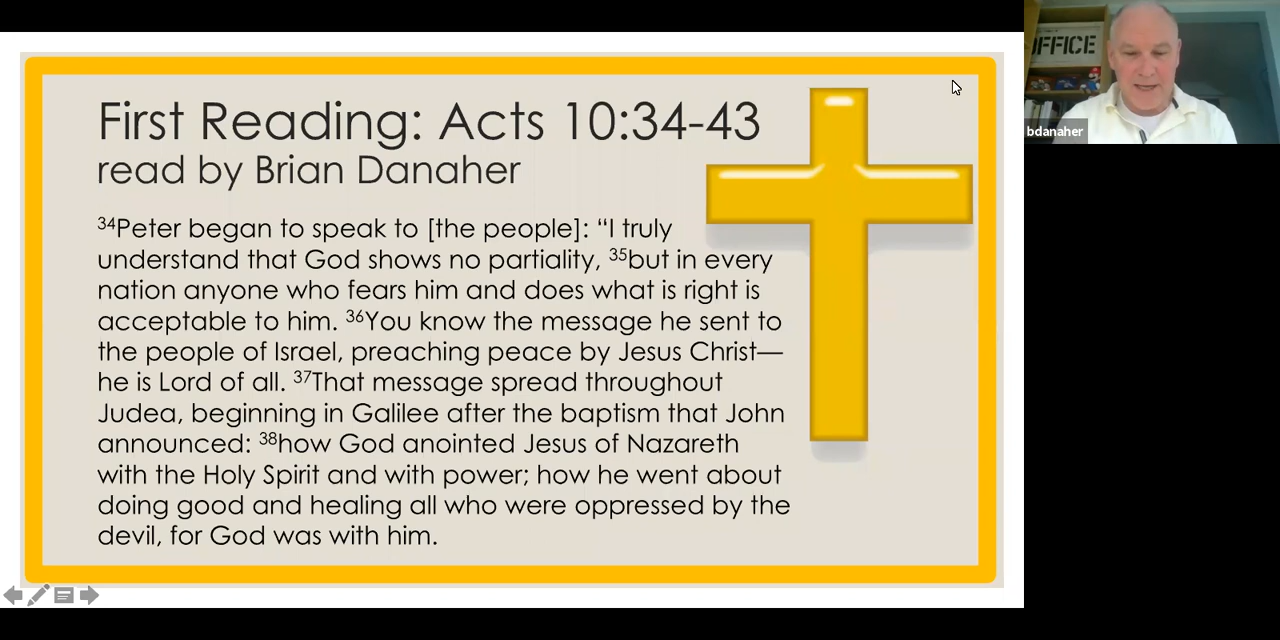 First Reading: Acts 10:34-43
read by Brian Danaher
34Peter began to speak to [the people]: “I truly
understand that God shows no partiality, 35but in every
nation anyone who fears him and does what is right is
acceptable to him. 36You know the message he sent to
the people of Israel, preaching peace by Jesus Christ—
he is Lord of all. 37That message spread throughout
Judea, beginning in Galilee after the baptism that John
announced: 38how God anointed Jesus of Nazareth
with the Holy Spirit and with power; how he went about
doing good and healing all who were oppressed by the
devil, for God was with him.
OFFICE
bdanaher